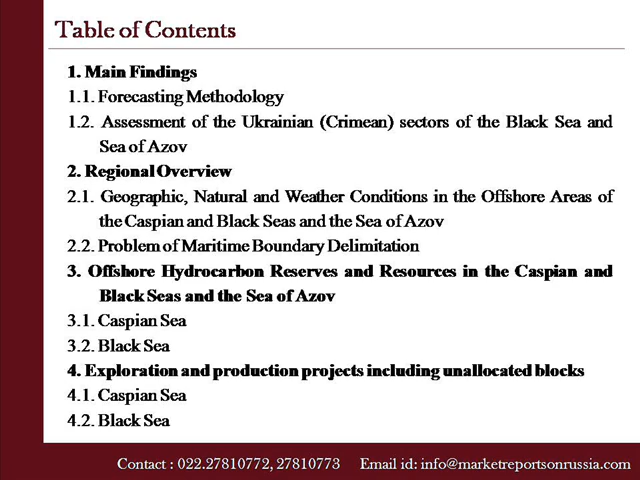 Table of Contents
1. Main Findings
1.1. Forecasting Methodology
1.2. Assessment of the Ukrainian (Crimean) sectors of the Black Sea and
Sea of Azov
2. Regional Overview
2.1. Geographic, Natural and Weather Conditions in the Offshore Areas of
the Caspian and Black Seas and the Sea of Azov
2.2. Problem of Maritime Boundary Delimitation
3. Offshore Hydrocarbon Reserves and Resources in the Caspian and
Black Seas and the Sea of Azov
3.1. Caspian Sea
3.2. Black Sea
4. Exploration and production projects including unallocated blocks
4.1. Caspian Sea
4.2. Black Sea
Contact : 022.27810772, 27810773 Email id: info@marketreportsonrussia.com